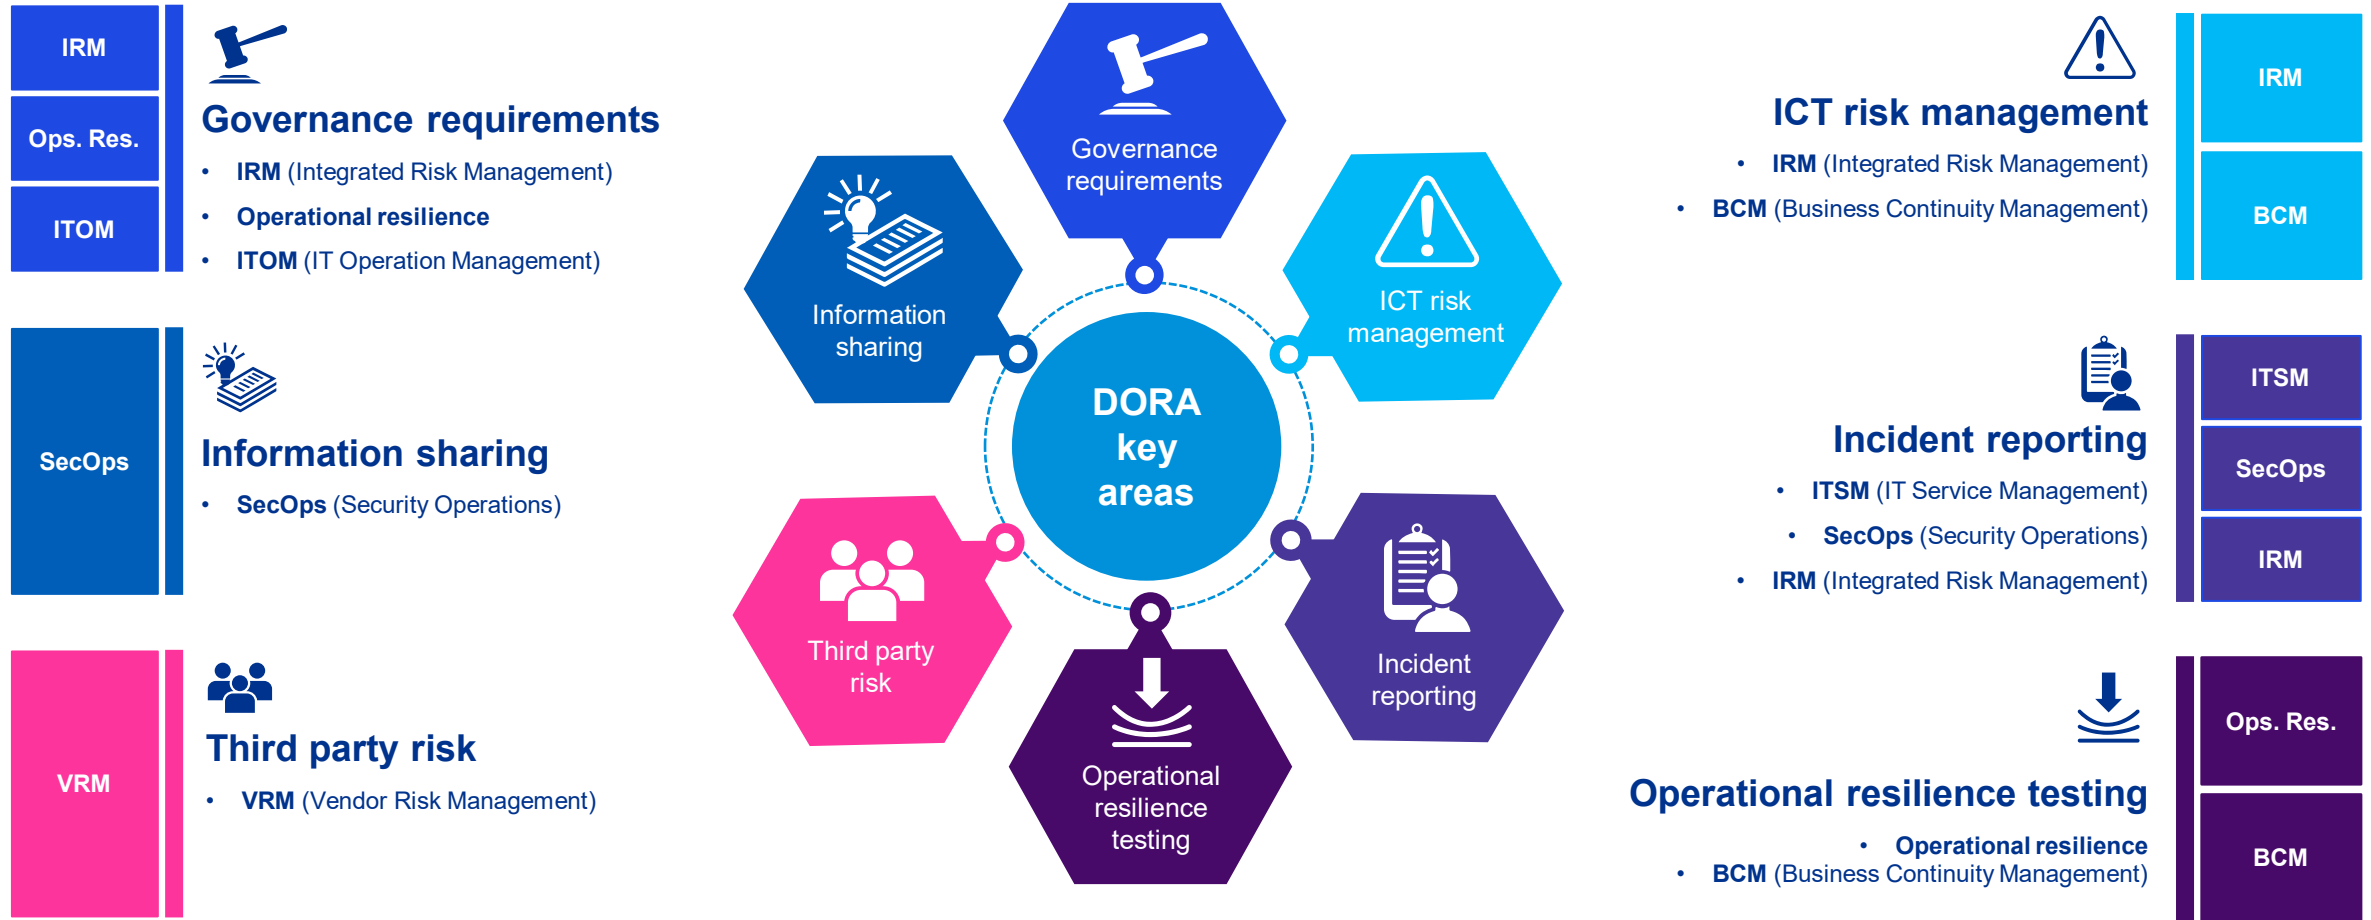 IRM
Ops. Res.
ITOM
Governance requirements
• IRM (Integrated Risk Management)
• Operational resilience
• ITOM (IT Operation Management)
SecOps
Information sharing
• SecOps (Security Operations)
VRM
Third party risk
• VRM (Vendor Risk Management)
Governance
requirements
Information
sharing
ICT risk
management
DORA
key
areas
Third party
risk
Incident
reporting
Operational
resilience
testing
ICT risk management
• IRM (Integrated Risk Management)
• BCM (Business Continuity Management)
IRM
BCM
Incident reporting
• ITSM (IT Service Management)
• SecOps (Security Operations)
• IRM (Integrated Risk Management)
ITSM
SecOps
IRM
Operational resilience testing
• Operational resilience
• BCM (Business Continuity Management)
Ops. Res.
BCM